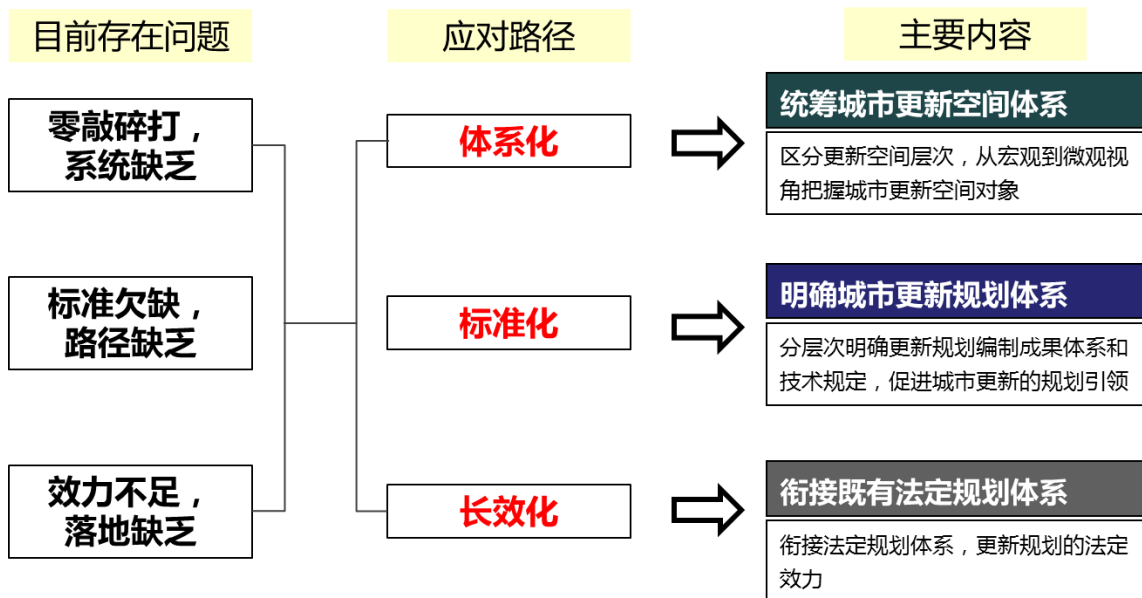 目前存在问题
应对路径
主要内容
零敲碎打，
系统缺乏
体系化
统筹城市更新空间体系
区分更新空间层次，从宏观到微观视
角把握城市更新空间对象
标准欠缺，
路径缺乏
标准化
明确城市更新规划体系
分层次明确更新规划编制成果体系和
技术规定，促进城市更新的规划引领
效力不足，
落地缺乏
长效化
衔接既有法定规划体系
衔接法定规划体系，更新规划的法定
效力